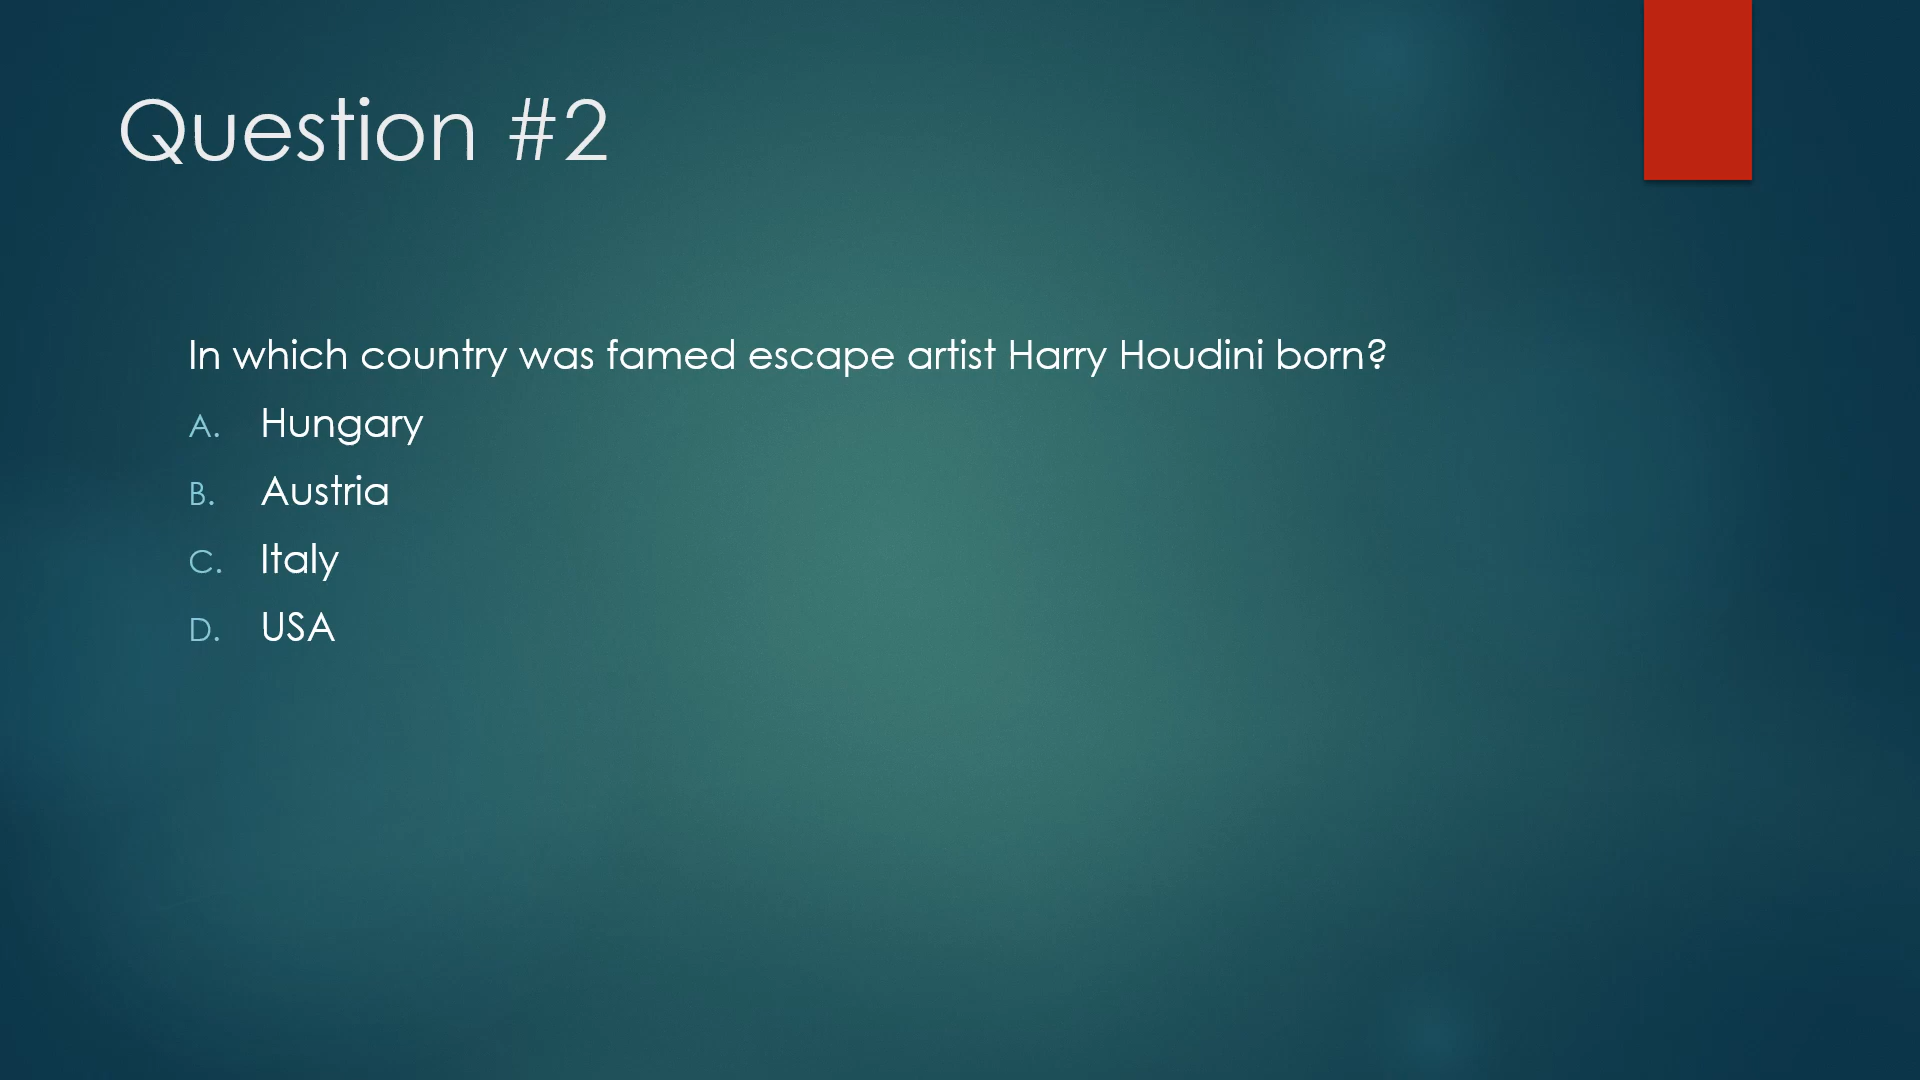 Question #2
In which country was famed escape artist Harry Houdini born?
A. Hungary
B. Austria
C. Italy
D. USA